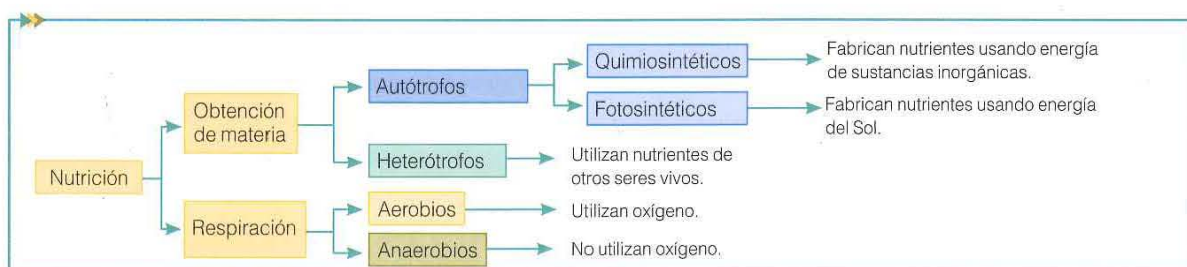 Nutrición
Obtención
de materia
Autótrofos
Quimiosintéticos
Fabrican nutrientes usando energía
de sustancias inorgánicas.
Fotosintéticos
Fabrican nutrientes usando energía
del Sol.
Heterótrofos
Utilizan nutrientes de
otros seres vivos.
Respiración
Aerobios
Utilizan oxígeno.
Anaerobios
No utilizan oxígeno.